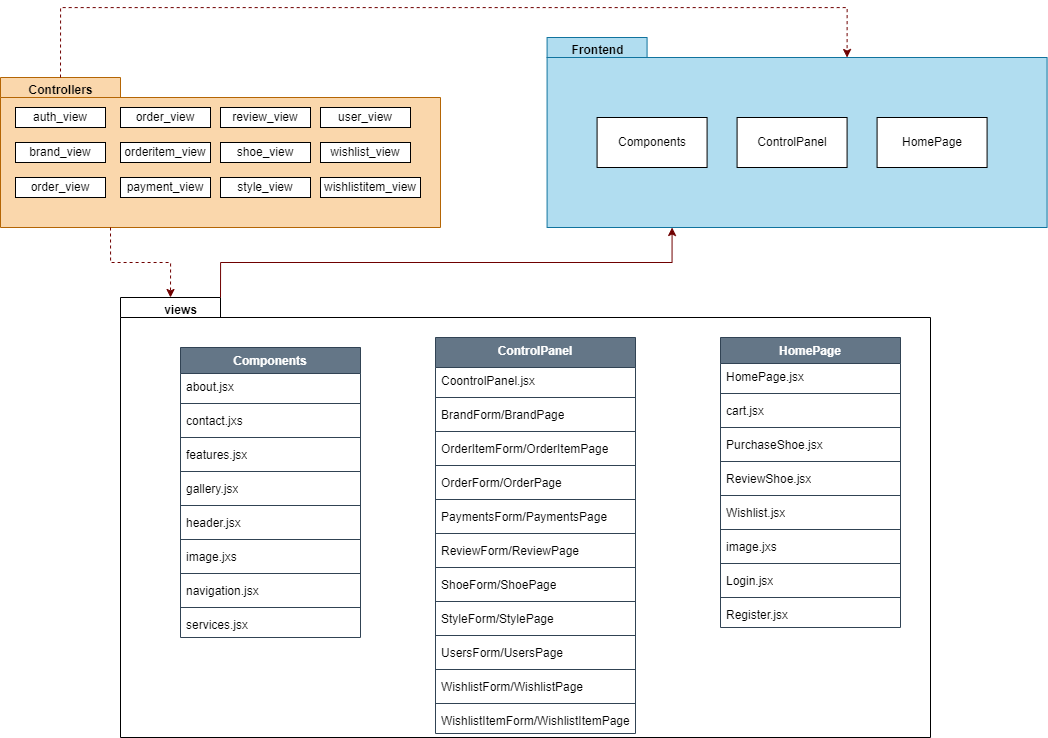 Frontend
Components
ControlPanel
HomePage
Controllers
auth_view
order_view
review_view
user_view
brand_view
orderitem_view
shoe_view
wishlist_view
order_view
payment_view
style_view
wishlistitem_view
views
Components
about.jsx
contact.jxs
features.jsx
gallery.jsx
header.jsx
image.jxs
navigation.jsx
services.jsx
ControlPanel
CoontrolPanel.jsx
BrandForm/BrandPage
OrderItemForm/OrderItemPage
OrderForm/OrderPage
PaymentsForm/PaymentsPage
ReviewForm/ReviewPage
ShoeForm/ShoePage
StyleForm/StylePage
UsersForm/UsersPage
WishlistForm/WishlistPage
WishlistItemForm/WishlistItemPage
HomePage
HomePage.jsx
cart.jsx
PurchaseShoe.jsx
ReviewShoe.jsx
Wishlist.jsx
image.jxs
Login.jsx
Register.jsx